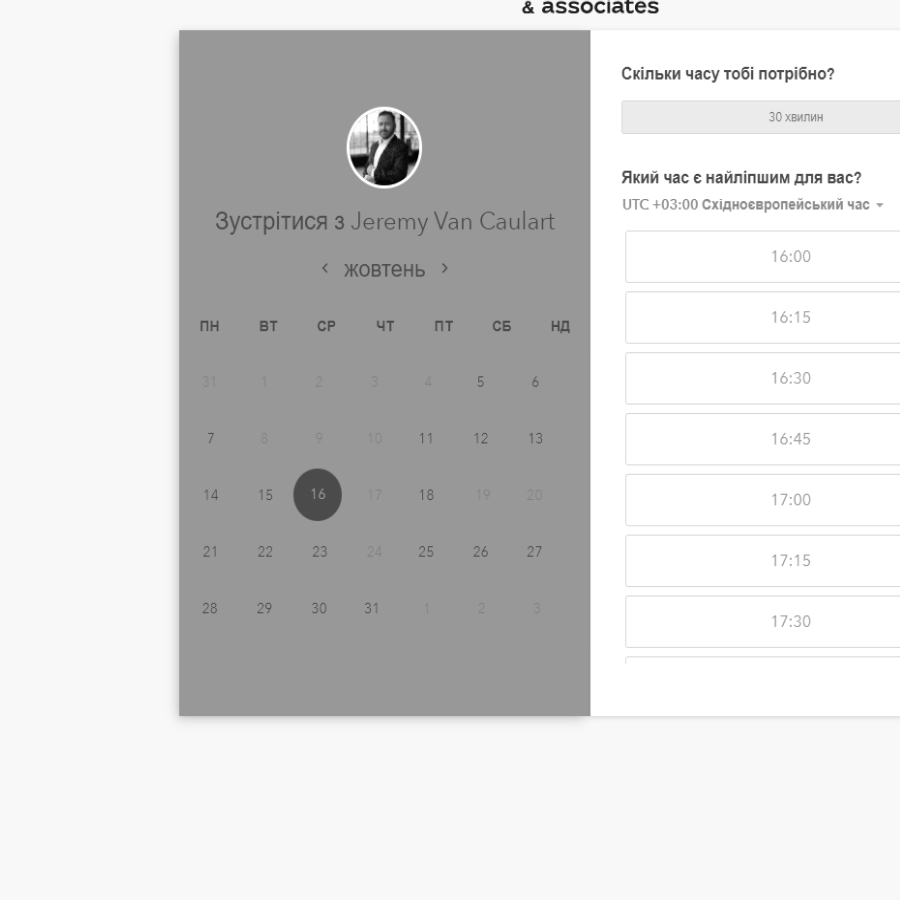 & associates
Зустрітися з Jeremy Van Caulart
‹ жовтень ›
ПН ВТ СР ЧТ ПТ СБ НД
31 1 2 3 4 5 6
7 8 9 10 11 12 13
14 15 16 17 18 19 20
21 22 23 24 25 26 27
28 29 30 31 1 2 3
Скільки часу тобі потрібно?
30 хвилин
Який час є найліпшим для вас?
UTC +03:00 Східноєвропейський час
16:00
16:15
16:30
16:45
17:00
17:15
17:30